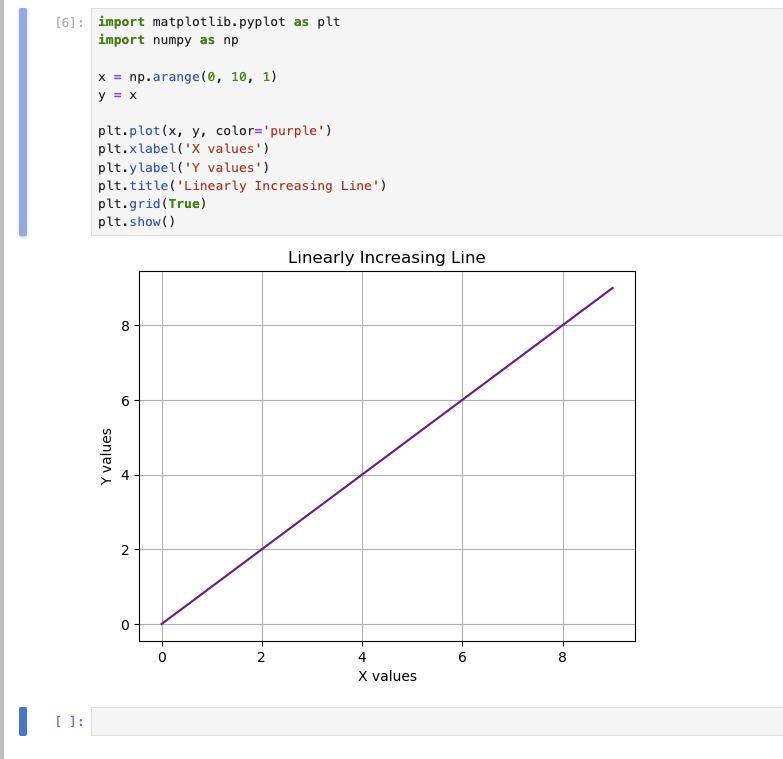 [6]:
import matplotlib.pyplot as plt
import numpy as np
x = np.arange(0, 10, 1)
y = x
plt.plot(x, y, color='purple')
plt.xlabel('X values')
plt.ylabel('Y values')
plt.title('Linearly Increasing Line')
plt.grid(True)
plt.show()
Linearly Increasing Line
8
6
Y values
4
2
0
0 2 4 6 8
X values
[ ]: